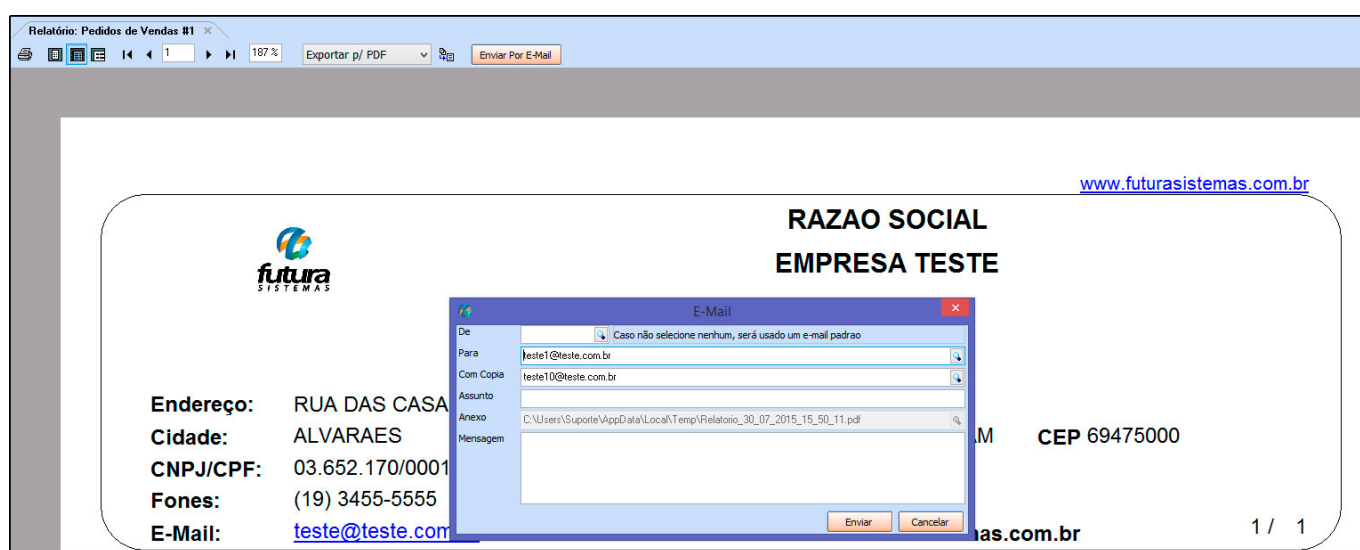 Relatório: Pedidos de Vendas #1
1 187 % Exportar p/ PDF Enviar Por E-Mail
www.futurasistemas.com.br
RAZAO SOCIAL
futura
SISTEMAS
EMPRESA TESTE
E-Mail
De Caso não selecione nenhum, será usado um e-mail padrao
Para teste1@teste.com.br
Com Copia teste10@teste.com.br
Assunto
Anexo C:\Users\Suporte\AppData\Local\Temp\Relatorio_30_07_2015_15_50_11.pdf
Mensagem
Enviar Cancelar
Endereço: RUA DAS CASA
Cidade: ALVARAES AM CEP 69475000
CNPJ/CPF: 03.652.170/0001
Fones: (19) 3455-5555
E-Mail: teste@teste.com nas.com.br 1 / 1